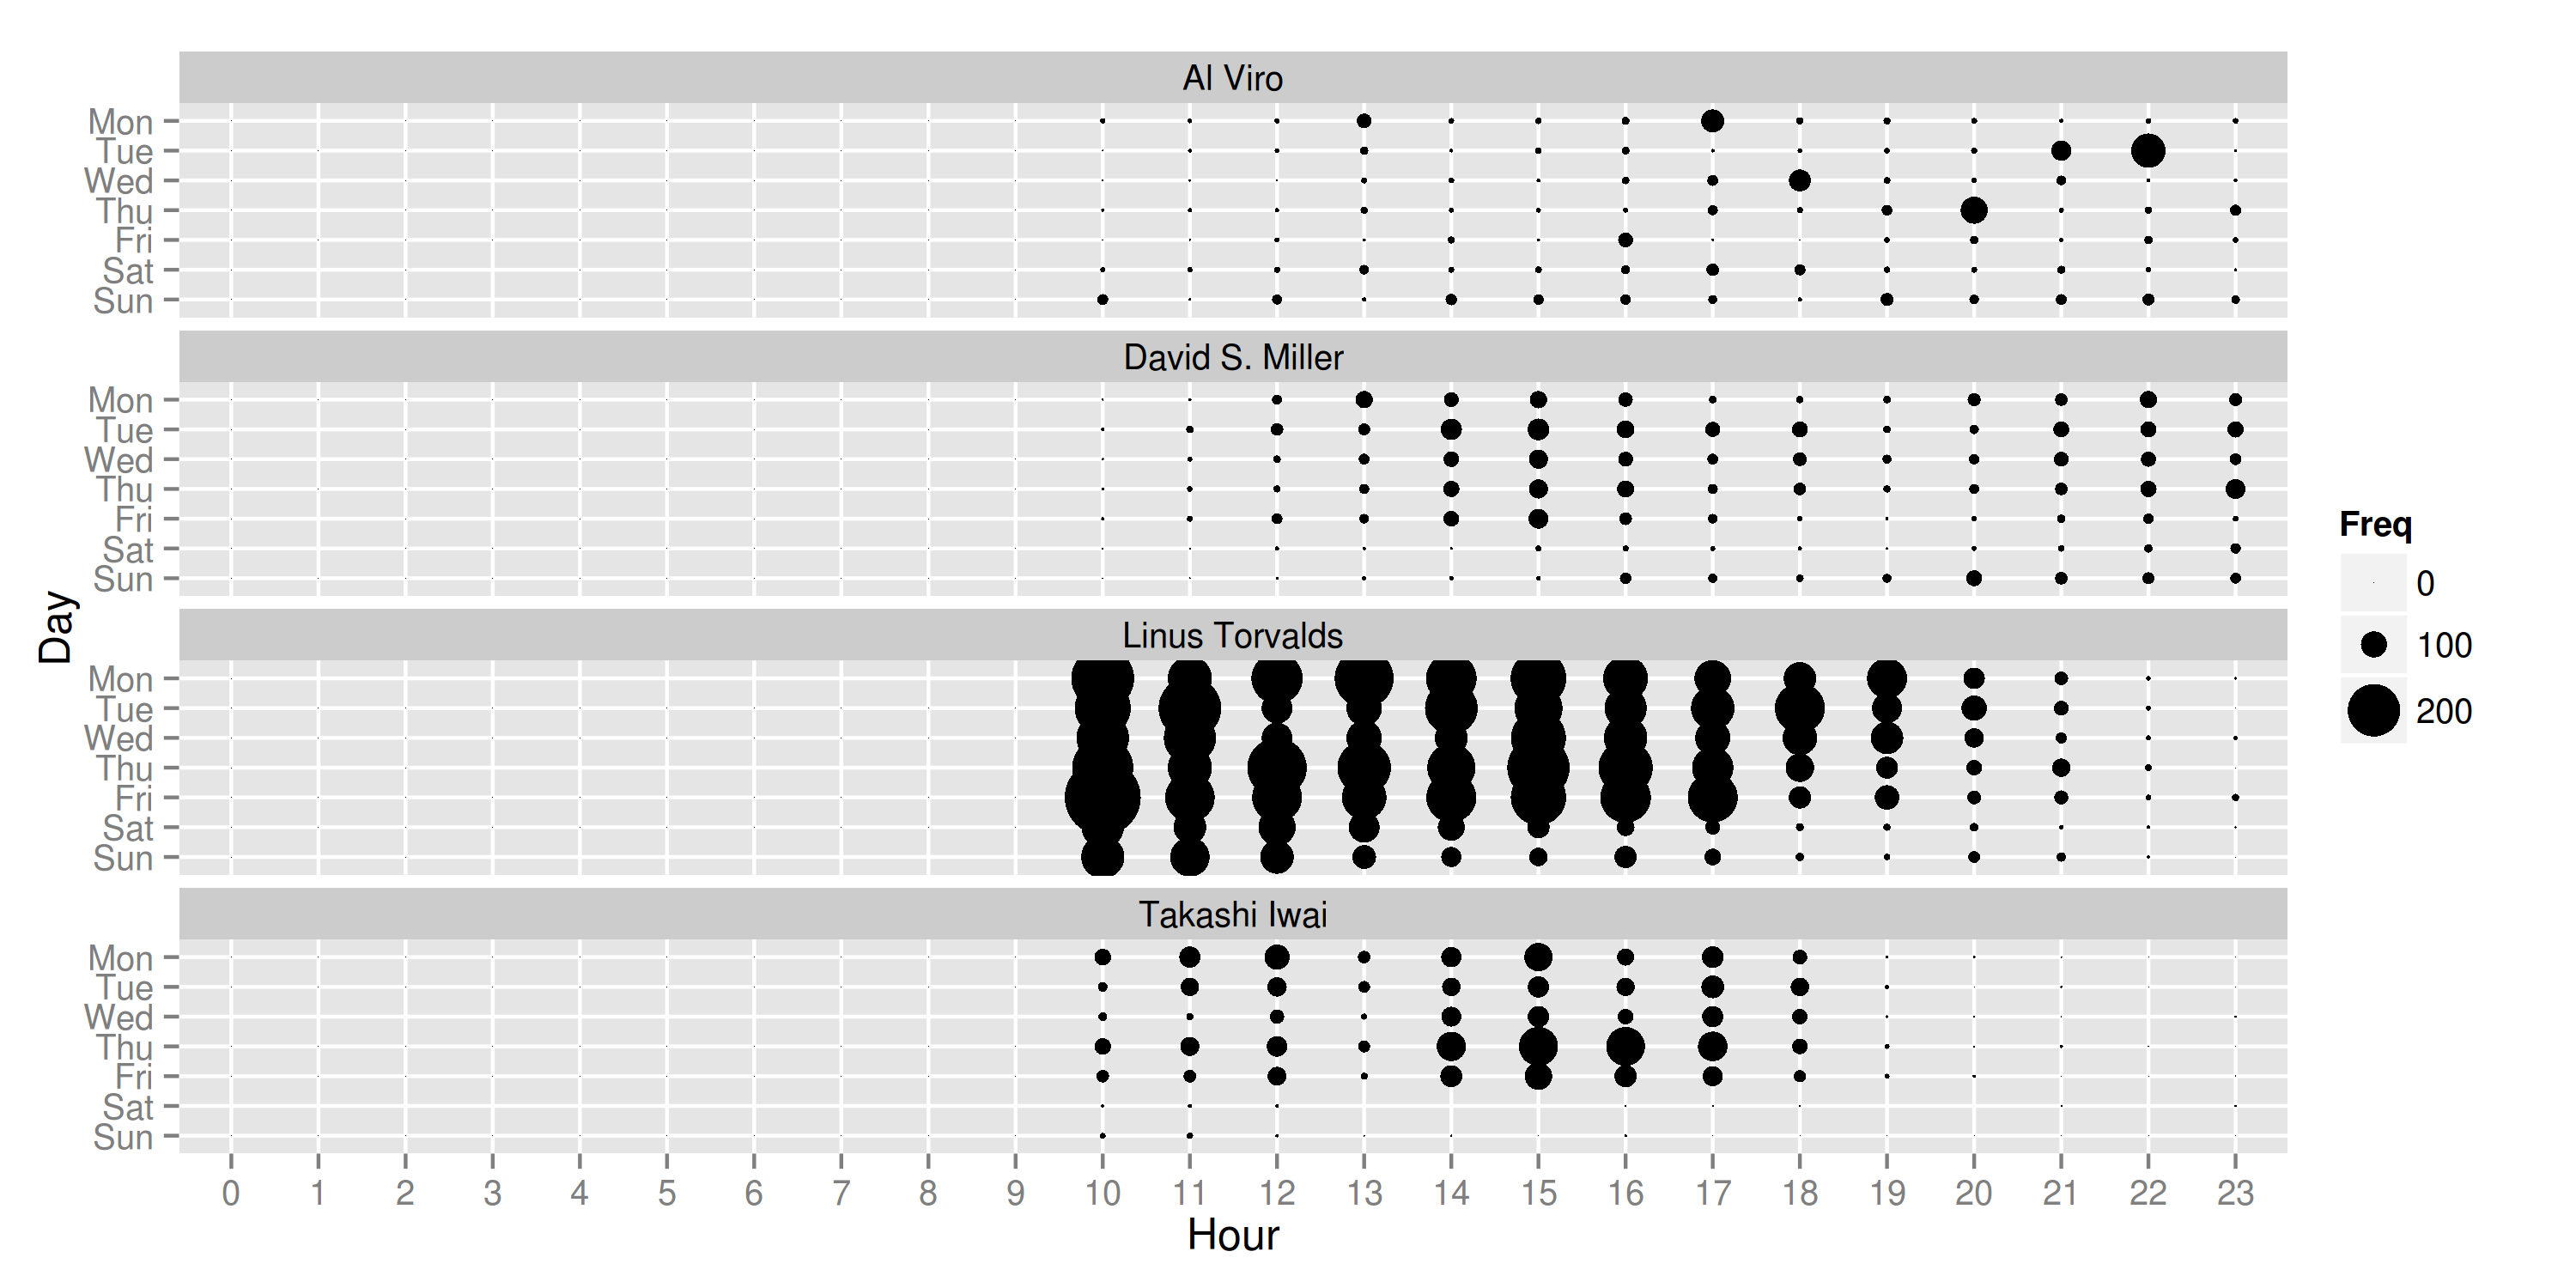 Al Viro
Mon
Tue
Wed
Thu
Fri
Sat
Sun
David S. Miller
Mon
Tue
Wed
Thu
Fri
Sat
Sun
Linus Torvalds
Mon
Tue
Wed
Thu
Fri
Sat
Sun
Takashi Iwai
Mon
Tue
Wed
Thu
Fri
Sat
Sun
0 1 2 3 4 5 6 7 8 9 10 11 12 13 14 15 16 17 18 19 20 21 22 23
Hour
Day
Freq
0
100
200